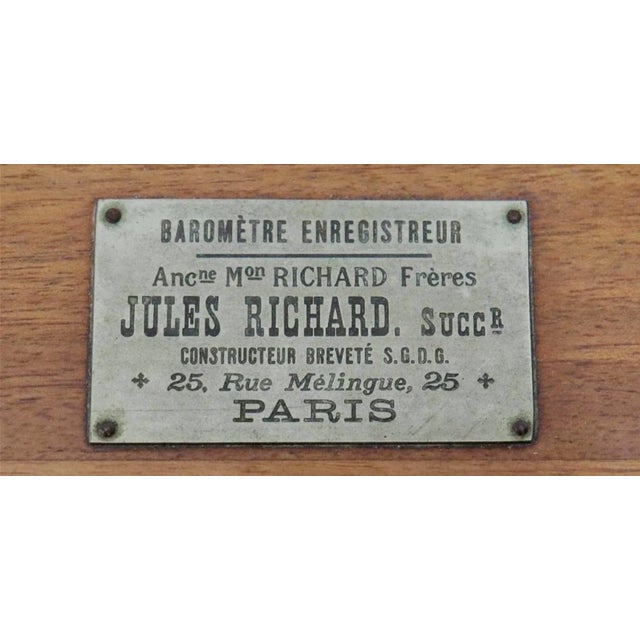 BAROMÈTRE ENREGISTREUR
Ancne Mon RICHARD Frères
JULES RICHARD. SUCCR
CONSTRUCTEUR BREVETÉ S.G.D.G.
25, Rue Mélingue, 25
PARIS